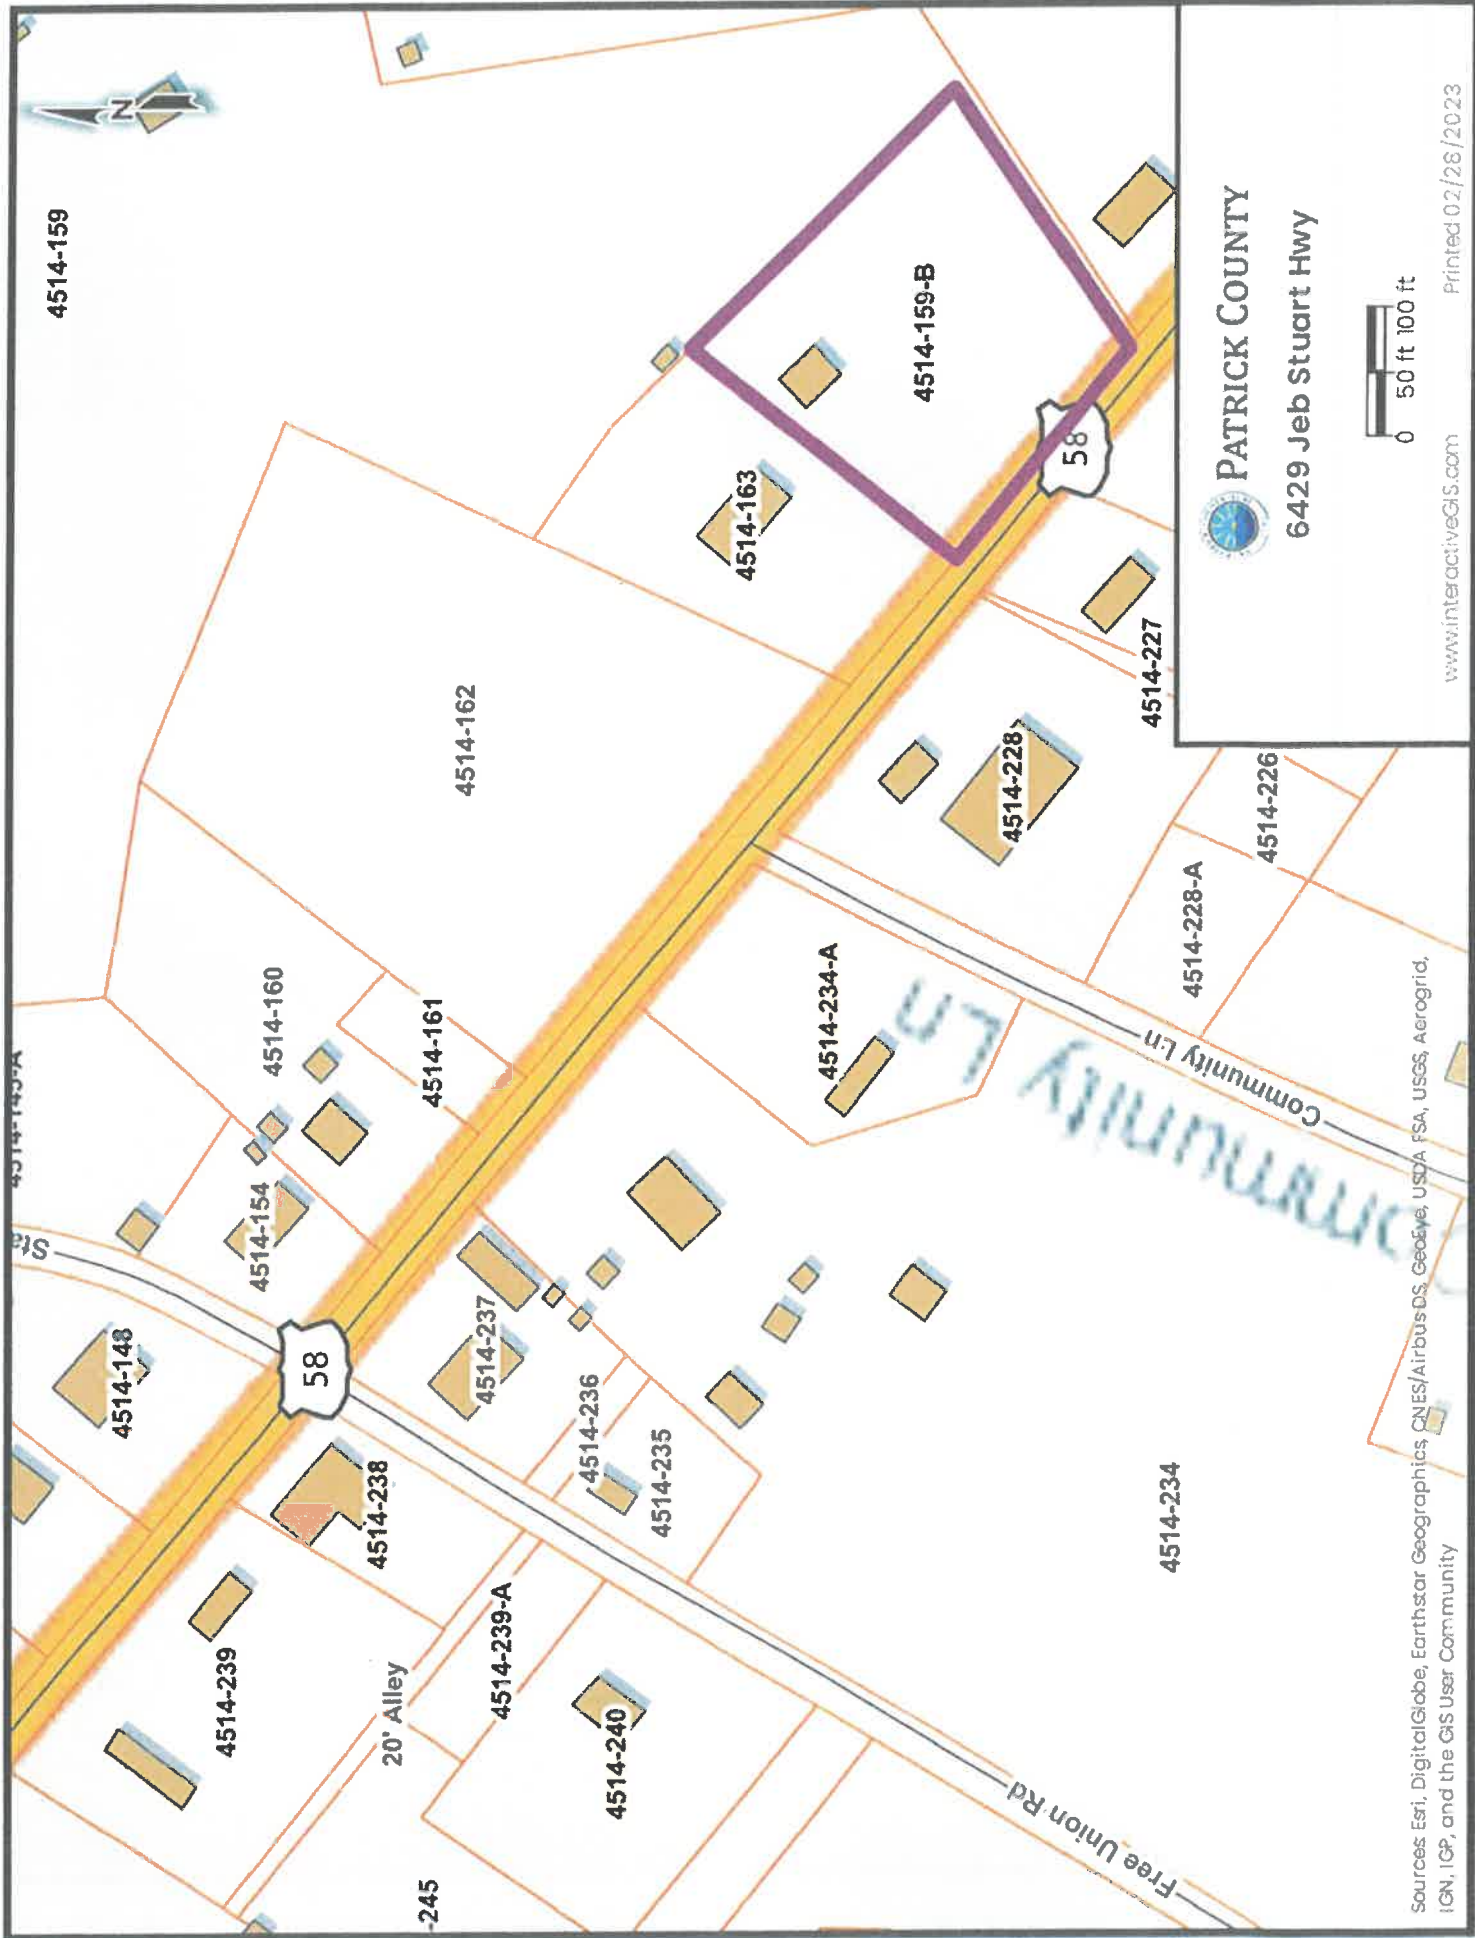 4514-159
N
4514-145-A
4514-148
4514-154
4514-160
4514-161
4514-162
4514-163
4514-159-B
58
58
4514-239
4514-238
4514-237
4514-236
4514-235
4514-234-A
4514-228
4514-227
4514-226
4514-228-A
4514-234
20' Alley
4514-239-A
4514-240
-245
Free Union Rd
Community Ln
ommunity Ln
Sta
PATRICK COUNTY
6429 Jeb Stuart Hwy
0 50 ft 100 ft
www.interactiveGIS.com Printed 02/28/2023
Sources: Esri, DigitalGlobe, Earthstar Geographics, CNES/Airbus DS, GeoEye, USDA FSA, USGS, Aerogrid,
IGN, IGP, and the GIS User Community